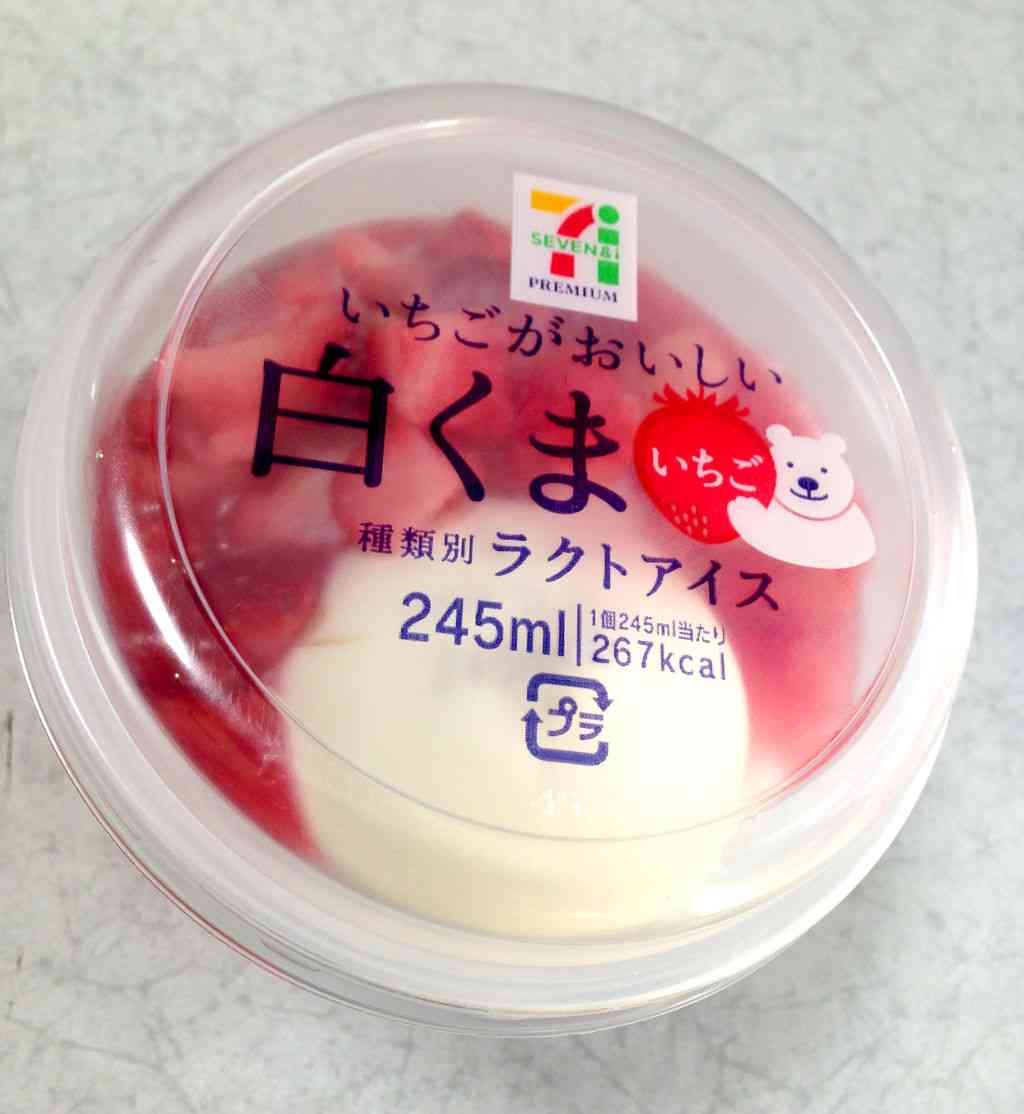 SEVEN&i
PREMIUM
いちごがおいしい
白くま
いちご
種類別 ラクトアイス
245ml
1個245ml当たり
267kcal
プラ